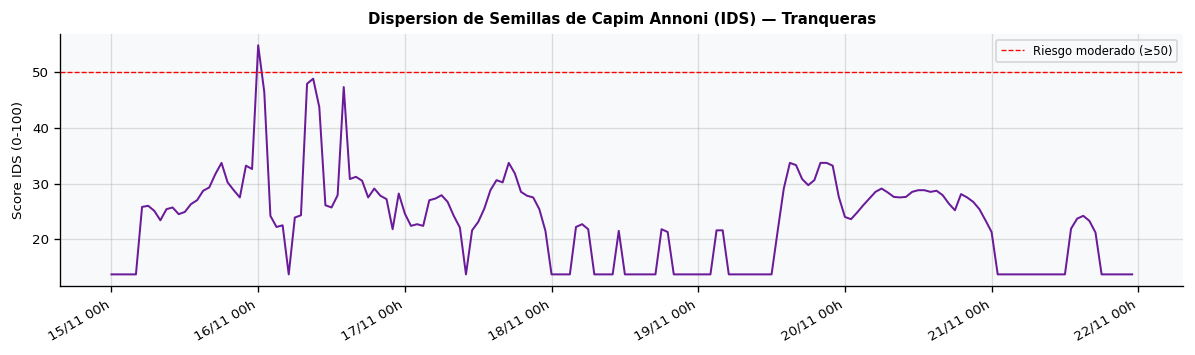 Dispersion de Semillas de Capim Annoni (IDS) — Tranqueras
Riesgo moderado (≥50)
Score IDS (0-100)
50
40
30
20
15/11 00h
16/11 00h
17/11 00h
18/11 00h
19/11 00h
20/11 00h
21/11 00h
22/11 00h